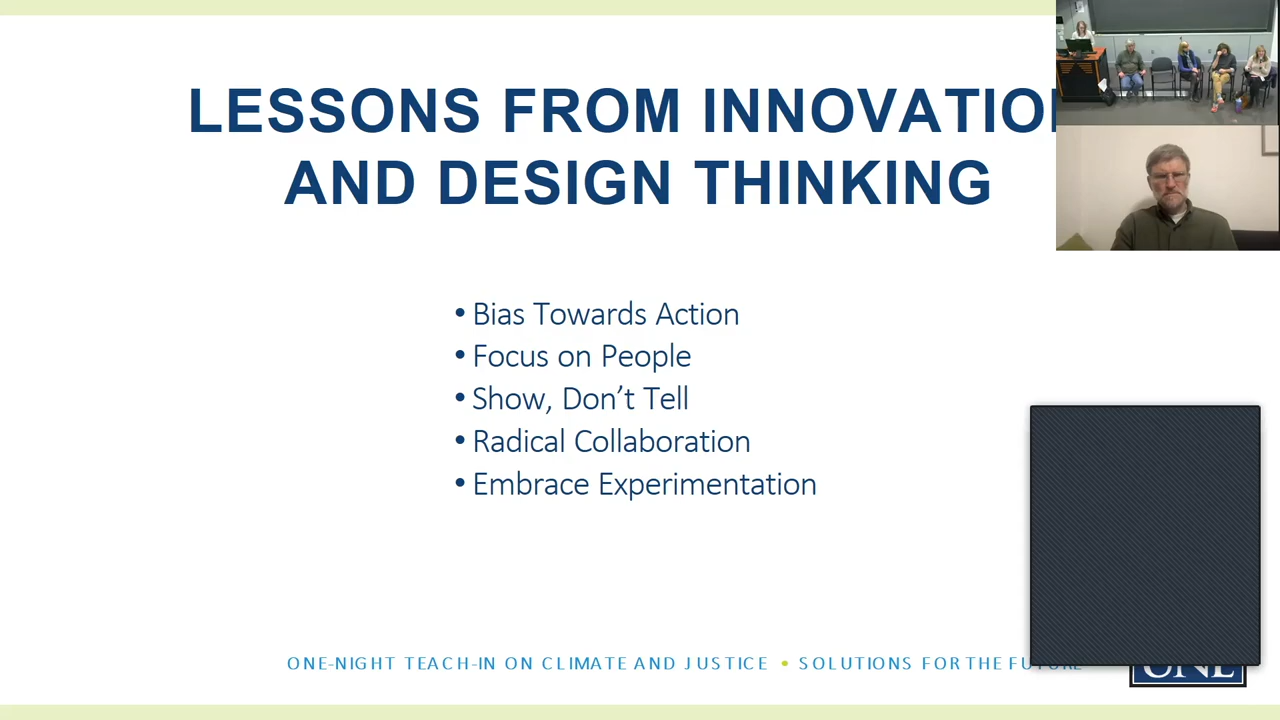 LESSONS FROM INNOVATIO
AND DESIGN THINKING
• Bias Towards Action
• Focus on People
• Show, Don’t Tell
• Radical Collaboration
• Embrace Experimentation
ONE-NIGHT TEACH-IN ON CLIMATE AND JUSTICE • SOLUTIONS FOR THE FUTURE